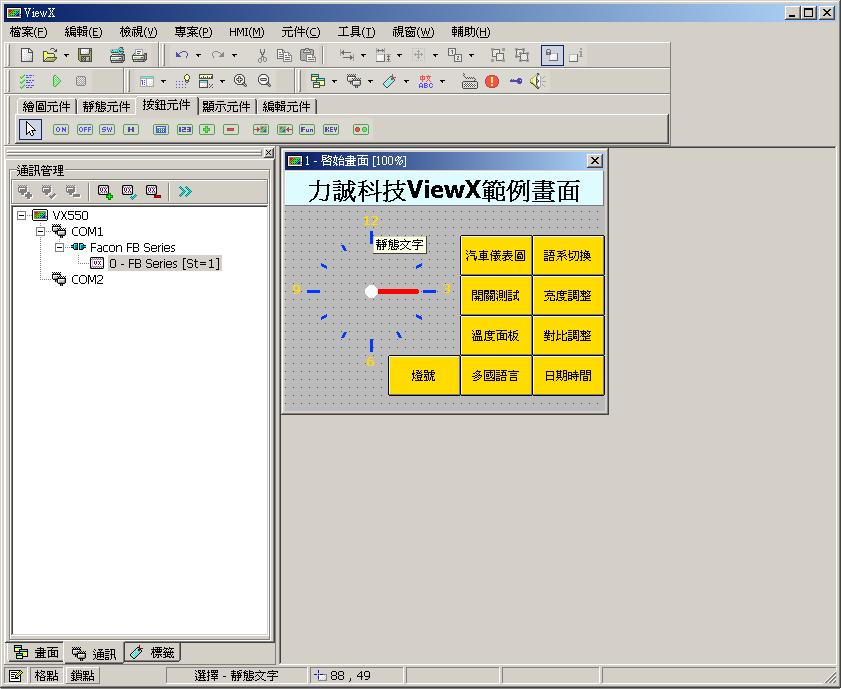 ViewX
檔案(F) 編輯(E) 檢視(V) 專案(P) HMI(M) 元件(C) 工具(T) 視窗(W) 輔助(H)
中文
ABC
繪圖元件 靜態元件 按鈕元件 顯示元件 編輯元件
ON OFF SW H 123 Fun KEY
通訊管理
1 - 啓始畫面 [100%]
力誠科技ViewX範例畫面
VX550
COM1
Facon FB Series
0 - FB Series [St=1]
COM2
12
靜態文字
9
3
6
汽車儀表圖 語系切換
開關測試 亮度調整
溫度面板 對比調整
燈號 多國語言 日期時間
畫面 通訊 標籤
格點 鎖點 選擇 - 靜態文字 88 , 49